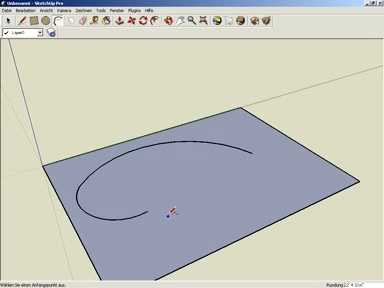 Unbenannt - SketchUp Pro
Datei Bearbeiten Ansicht Kamera Zeichnen Tools Fenster Plugins Hilfe
Layer0
Wählen Sie einen Anfangspunkt aus. Rundung